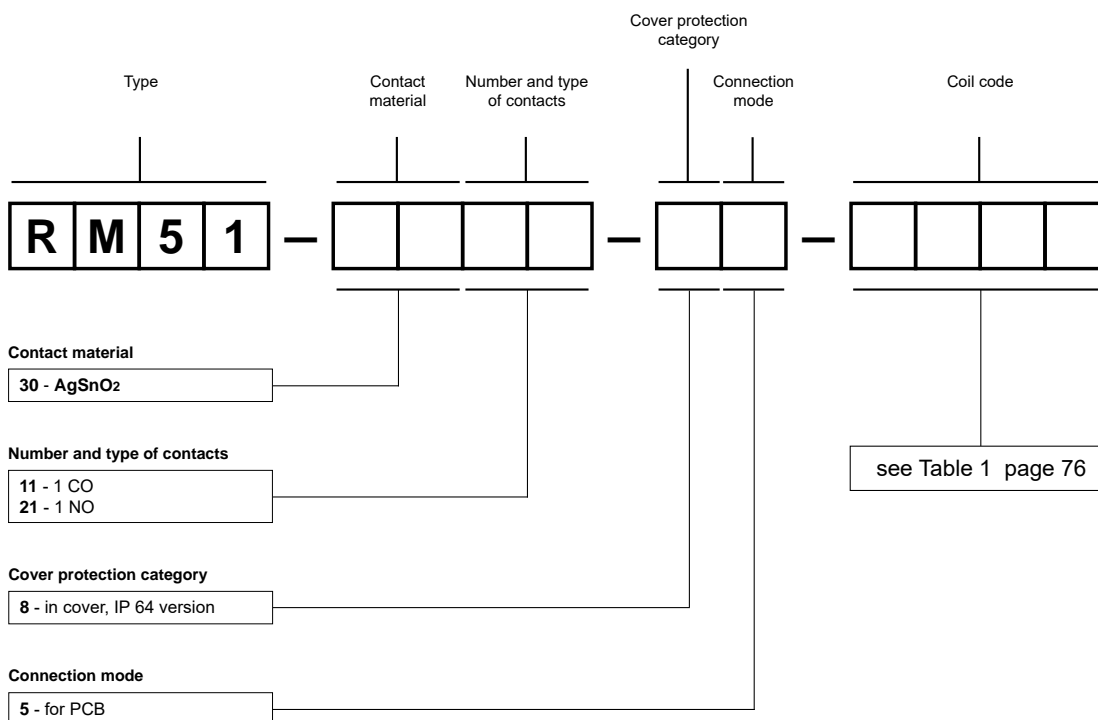 Cover protection
category
Type
Contact
material
Number and type
of contacts
Connection
mode
Coil code
R M 5 1 – – –
Contact material
30 - AgSnO2
Number and type of contacts
11 - 1 CO
21 - 1 NO
see Table 1 page 76
Cover protection category
8 - in cover, IP 64 version
Connection mode
5 - for PCB